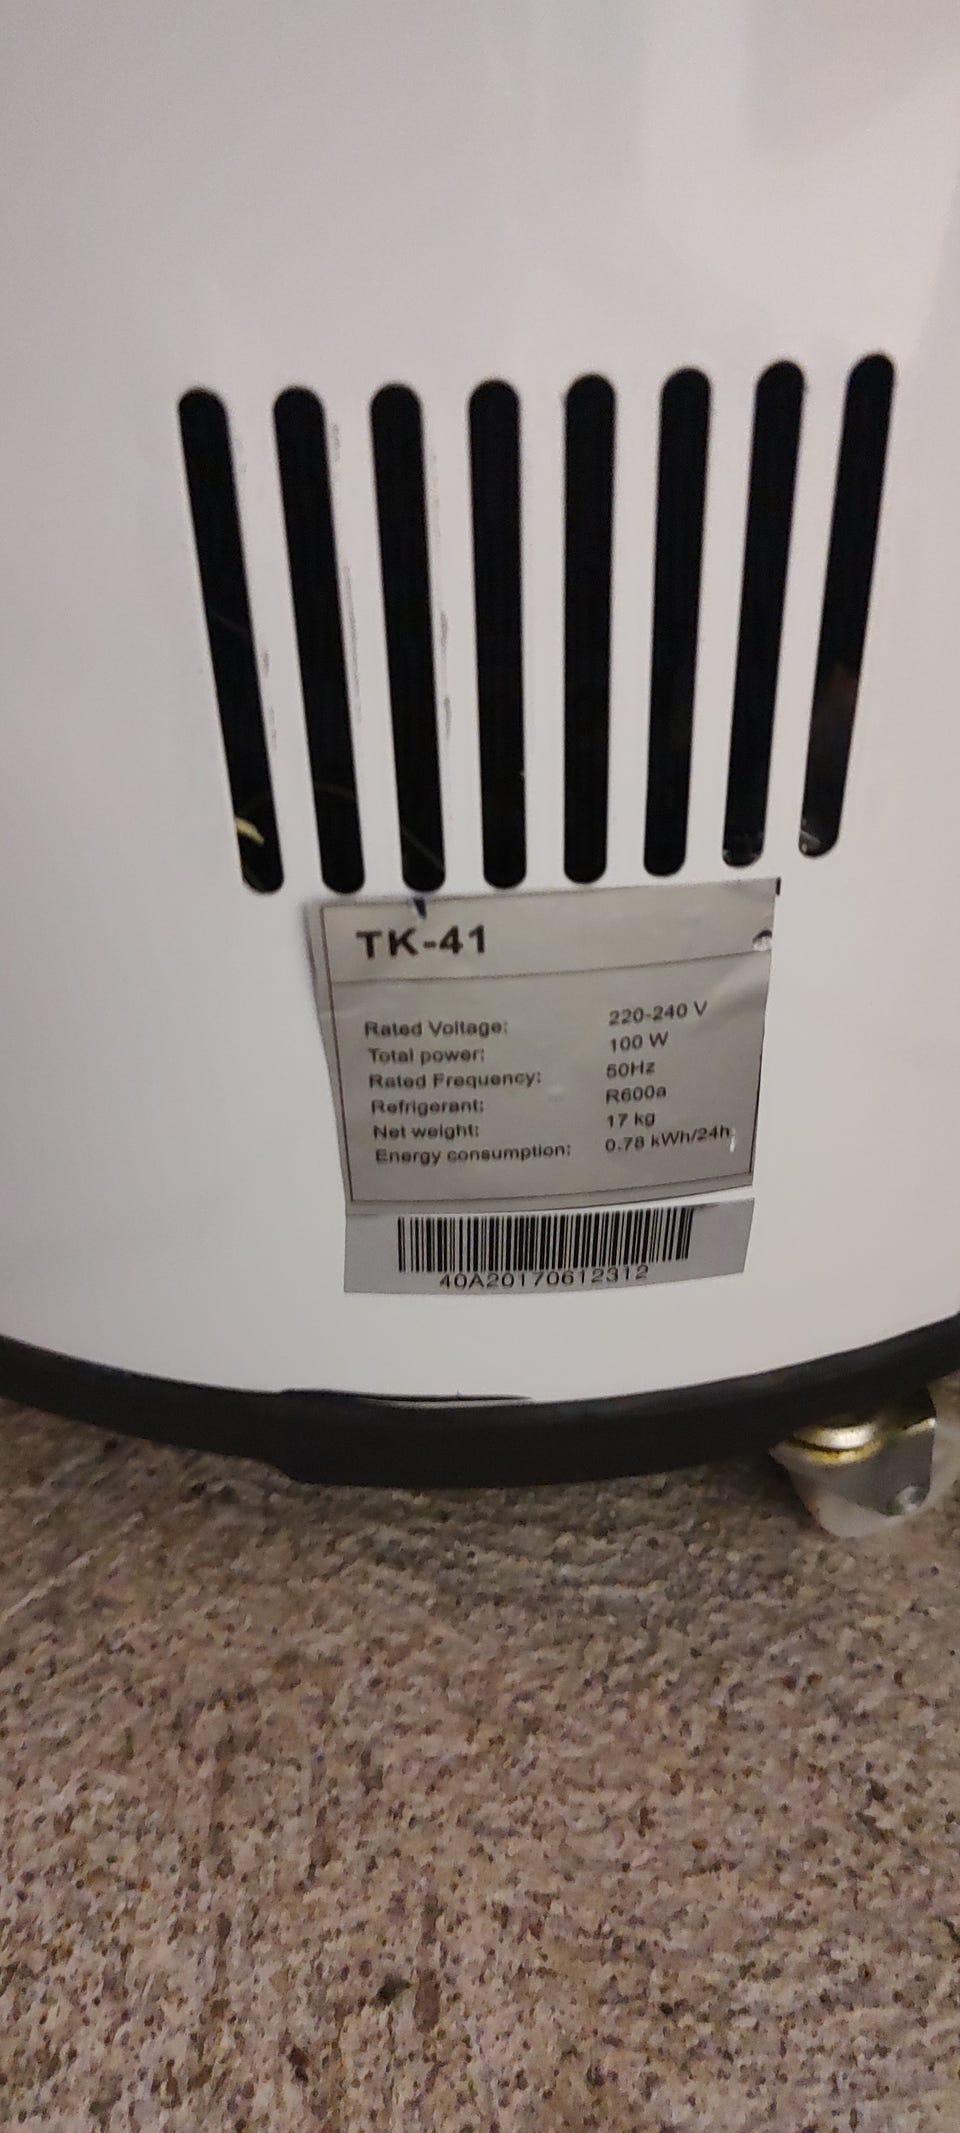 TK-41
Rated Voltage: 220-240 V
Total power: 100 W
Rated Frequency: 50Hz
Refrigerant: R600a
Net weight: 17 kg
Energy consumption: 0.78 kWh/24h
40A20170612312